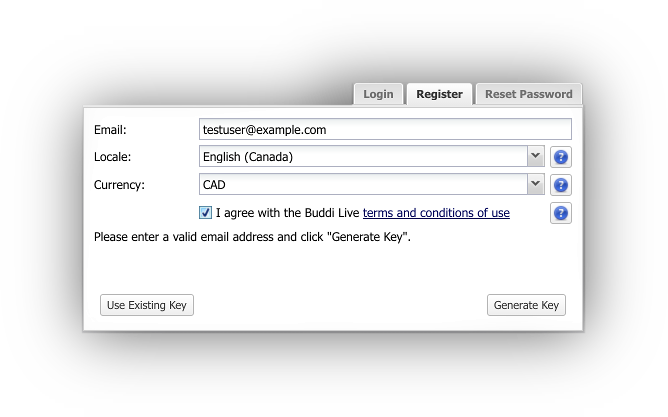 Login Register Reset Password
Email: testuser@example.com
Locale: English (Canada) ?
Currency: CAD ?
I agree with the Buddi Live terms and conditions of use ?
Please enter a valid email address and click "Generate Key".
Use Existing Key Generate Key